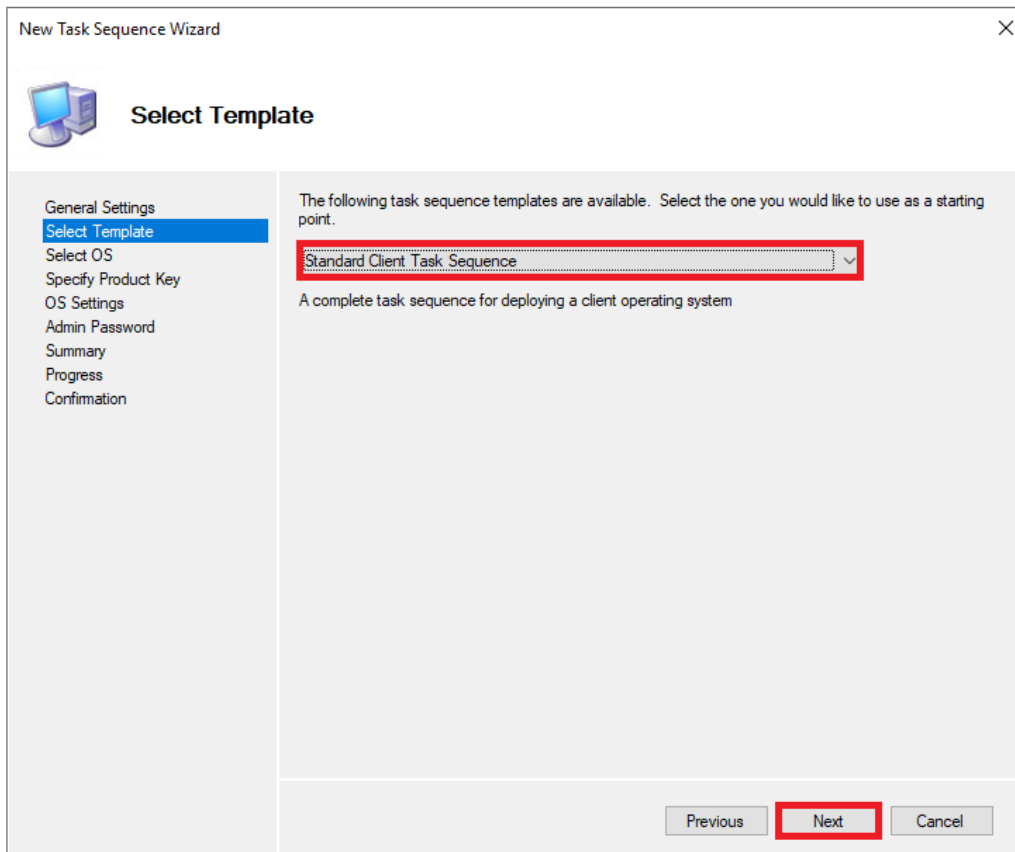 New Task Sequence Wizard
Select Template
General Settings
Select Template
Select OS
Specify Product Key
OS Settings
Admin Password
Summary
Progress
Confirmation
The following task sequence templates are available.  Select the one you would like to use as a starting
point.
Standard Client Task Sequence
A complete task sequence for deploying a client operating system
Previous
Next
Cancel